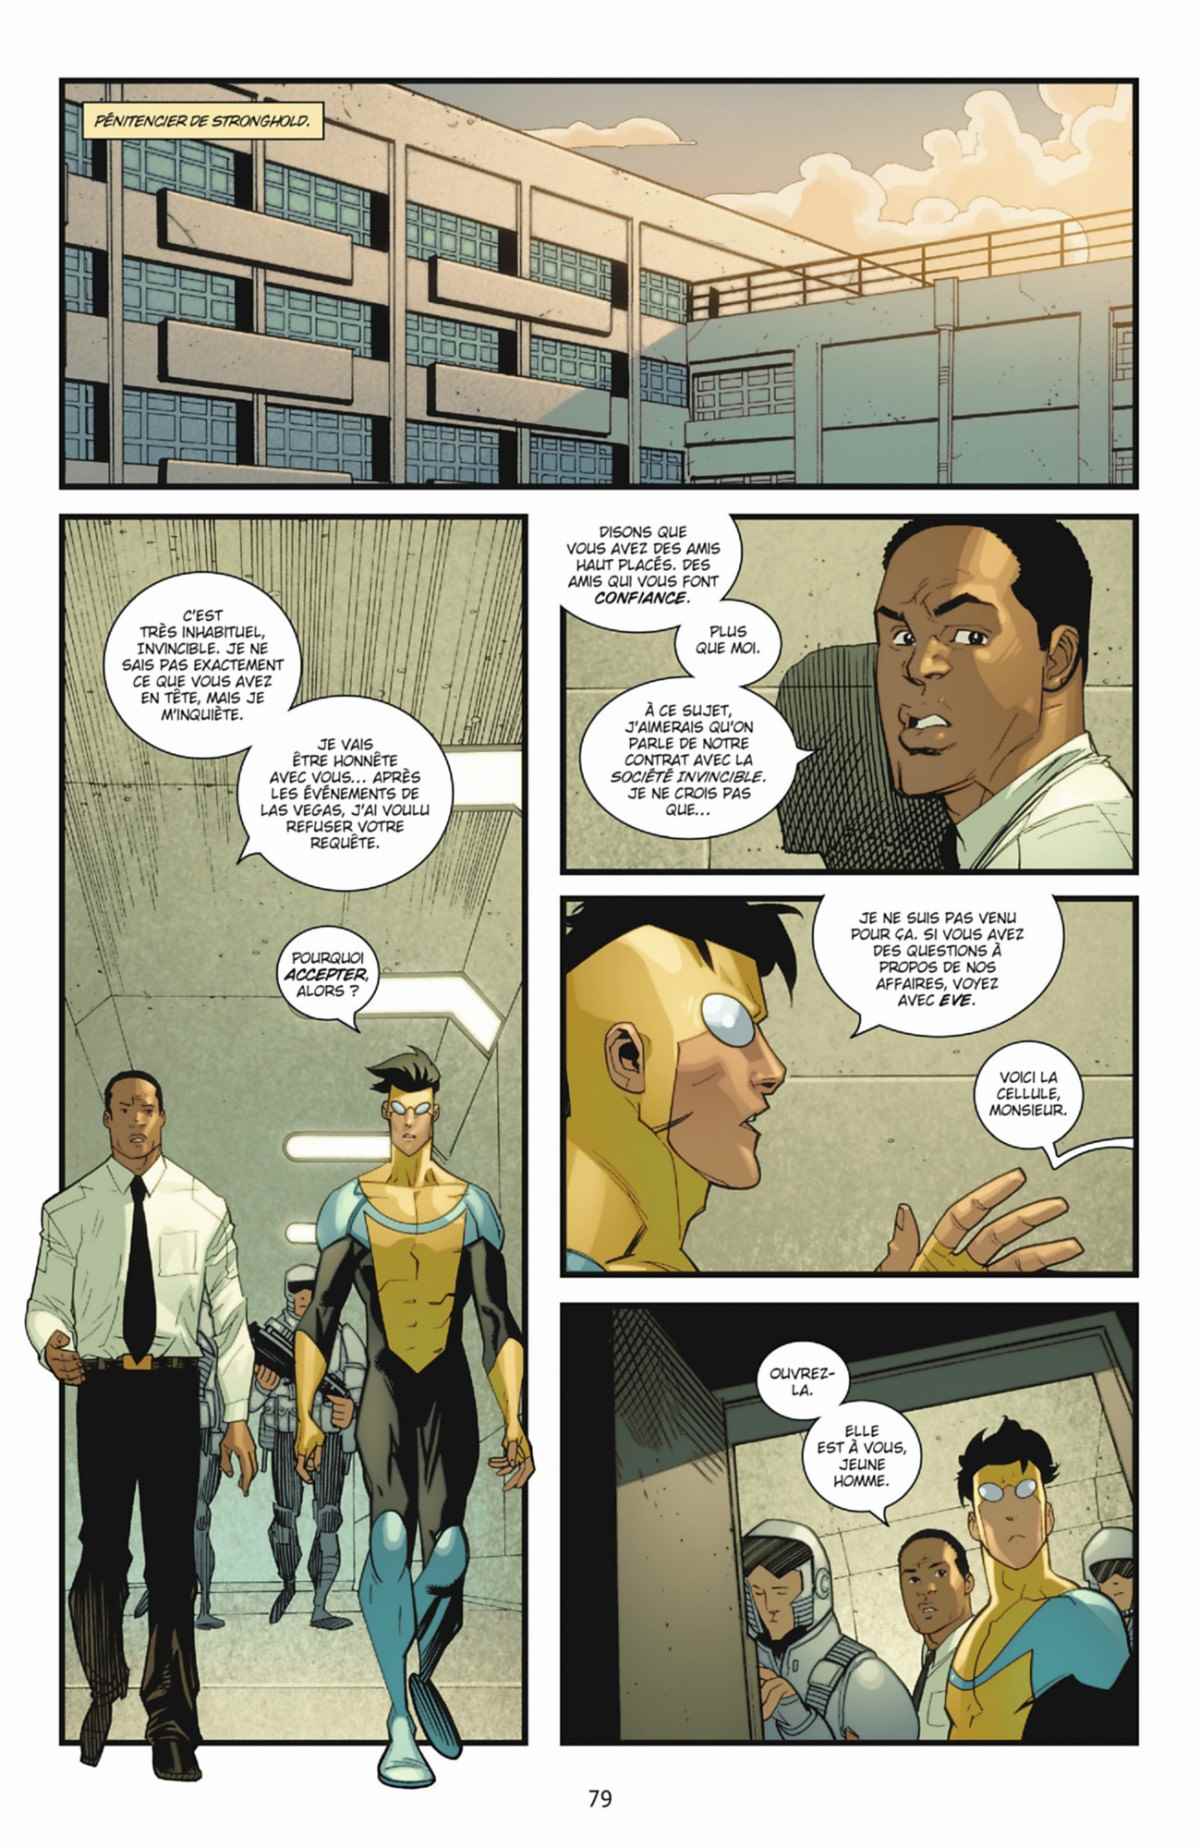 PÉNITENCIER DE STRONGHOLD.
C'EST
TRÈS INHABITUEL,
INVINCIBLE. JE NE
SAIS PAS EXACTEMENT
CE QUE VOUS AVEZ
EN TÊTE, MAIS JE
M'INQUIÈTE.
JE VAIS
ÊTRE HONNÊTE
AVEC VOUS... APRÈS
LES ÉVÉNEMENTS DE
LAS VEGAS, J'AI VOULU
REFUSER VOTRE
REQUÊTE.
POURQUOI
ACCEPTER,
ALORS ?
DISONS QUE
VOUS AVEZ DES AMIS
HAUT PLACÉS. DES
AMIS QUI VOUS FONT
CONFIANCE.
PLUS
QUE MOI.
À CE SUJET,
J'AIMERAIS QU'ON
PARLE DE NOTRE
CONTRAT AVEC LA
SOCIÉTÉ INVINCIBLE.
JE NE CROIS PAS
QUE...
JE NE SUIS PAS VENU
POUR ÇA. SI VOUS AVEZ
DES QUESTIONS À
PROPOS DE NOS
AFFAIRES, VOYEZ
AVEC EVE.
VOICI LA
CELLULE,
MONSIEUR.
OUVREZ-
LA.
ELLE
EST À VOUS,
JEUNE
HOMME.
79